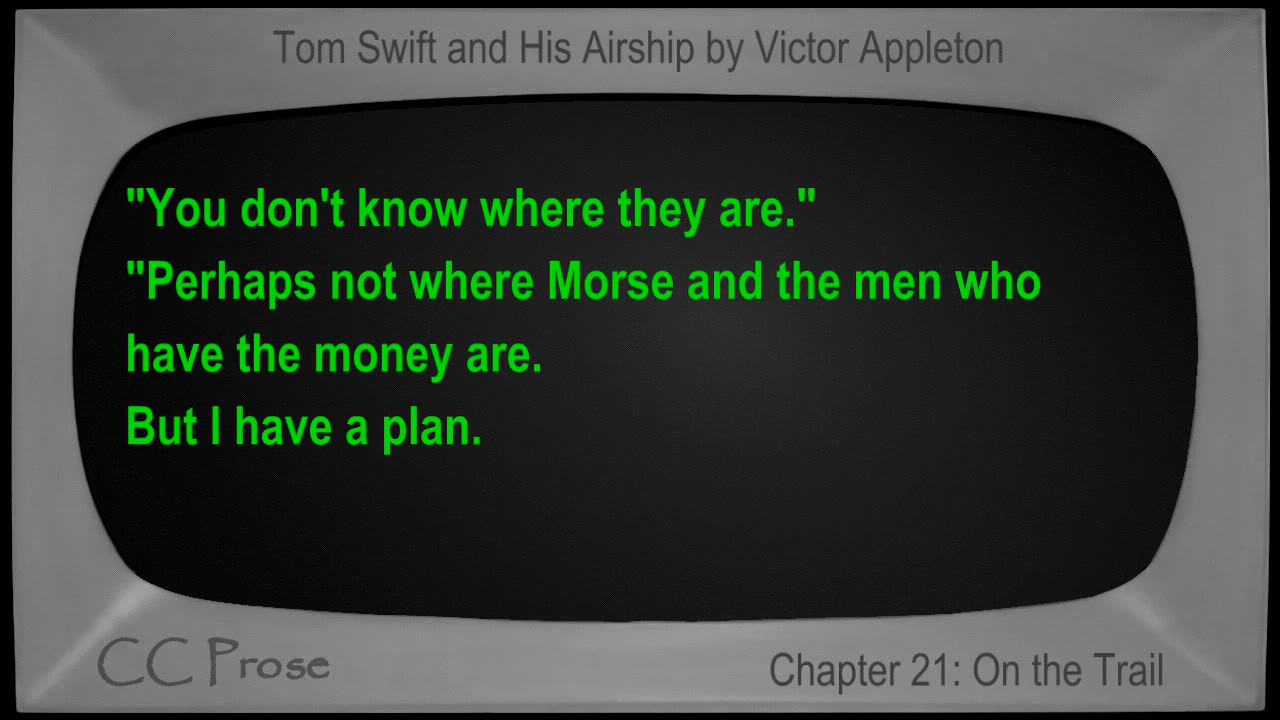 Tom Swift and His Airship by Victor Appleton
"You don't know where they are."
"Perhaps not where Morse and the men who
have the money are.
But I have a plan.
CC Prose
Chapter 21: On the Trail